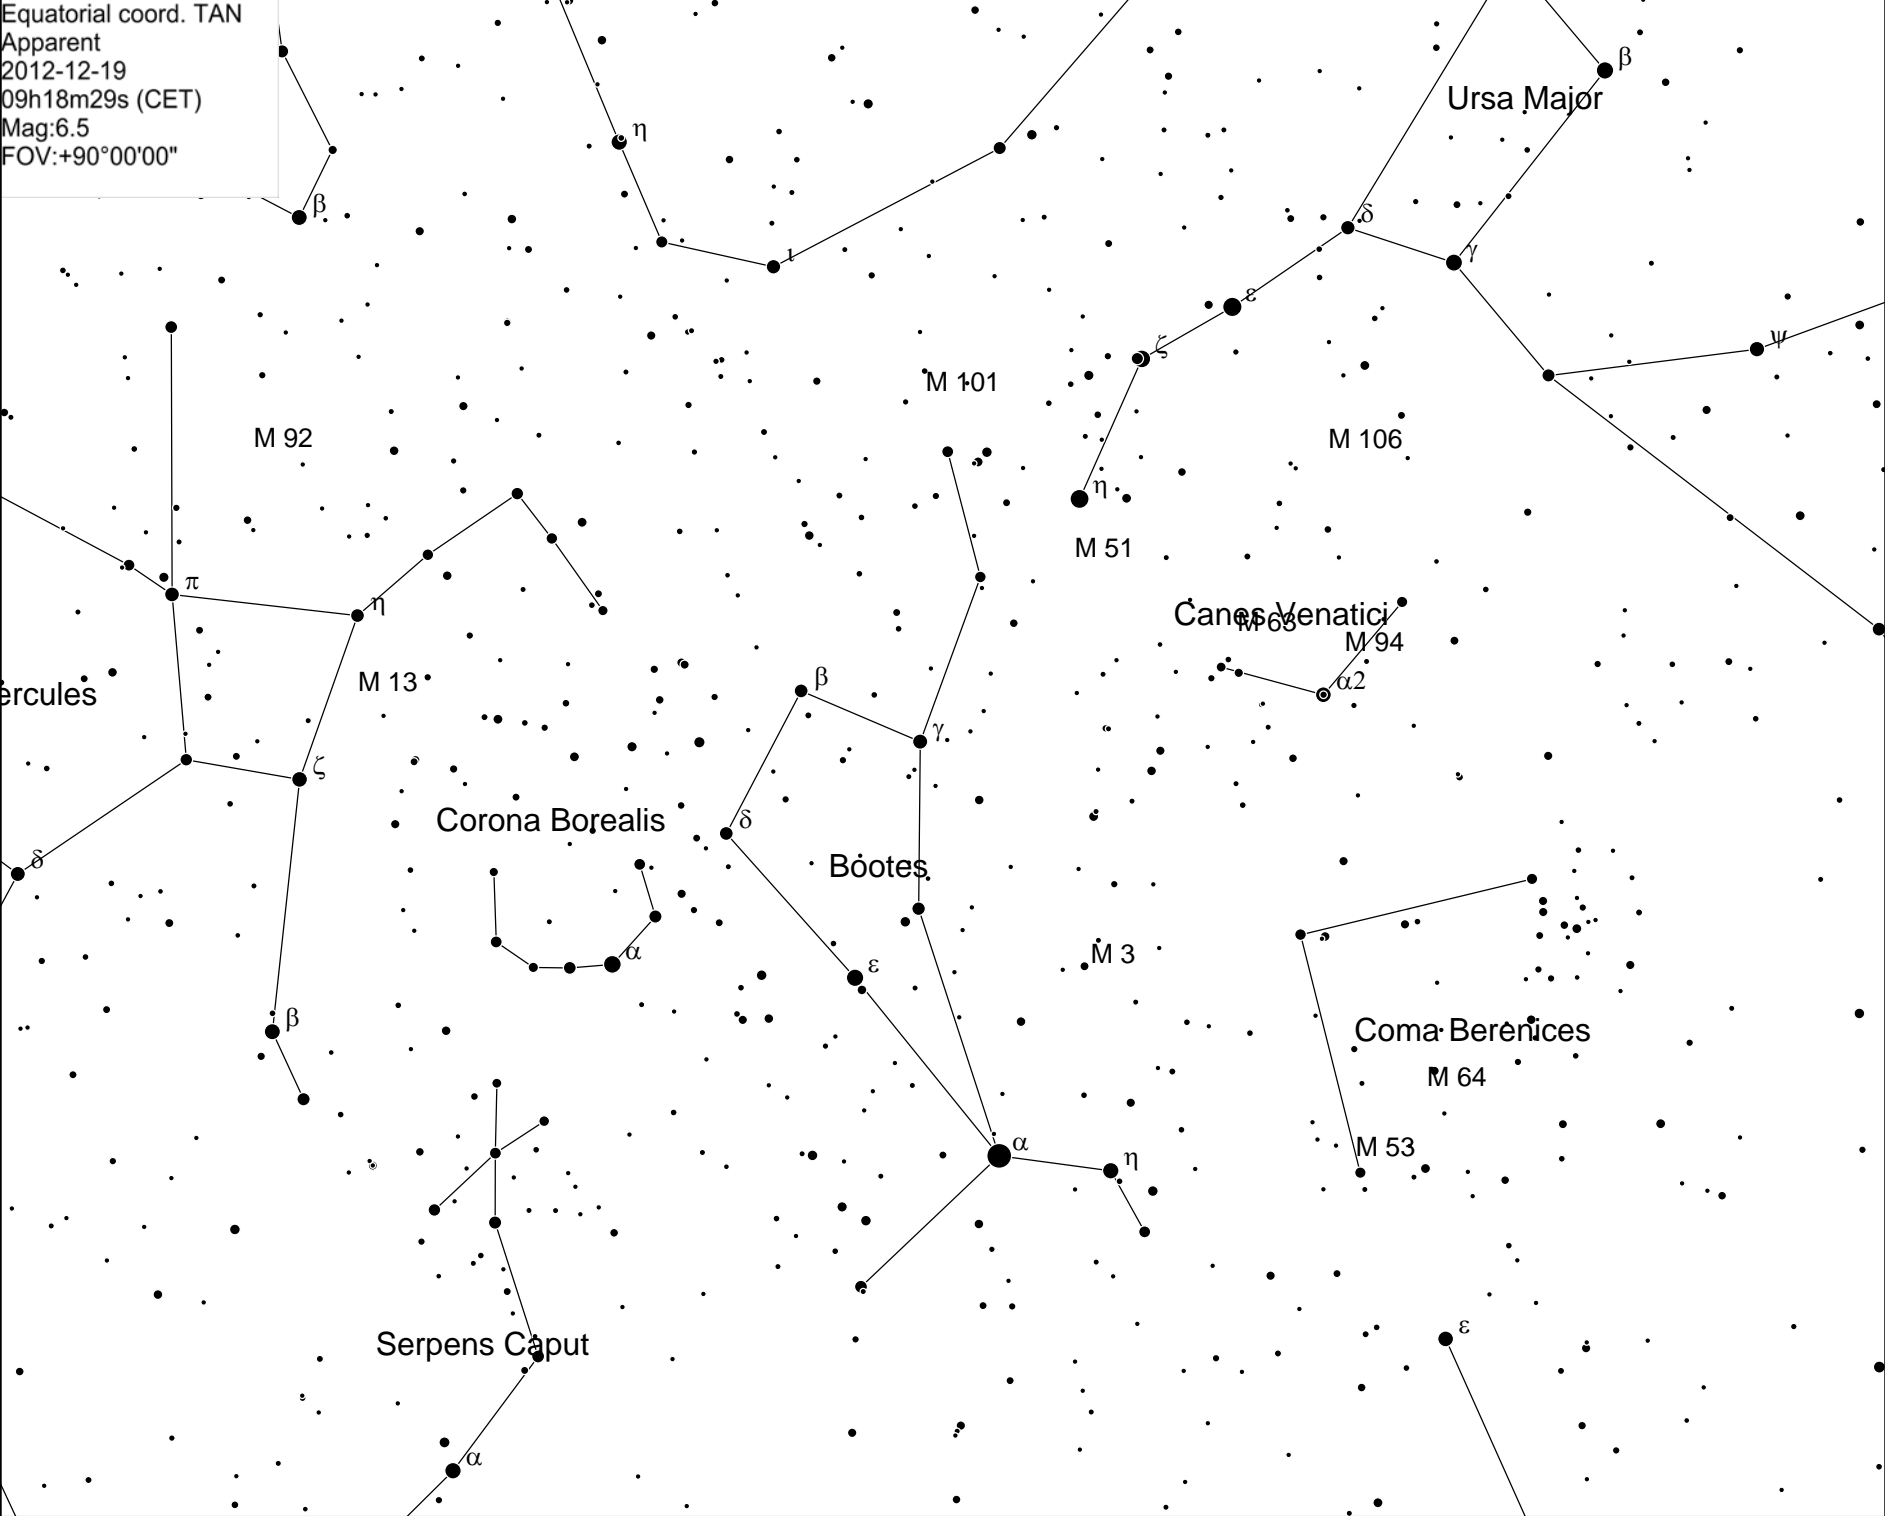 Equatorial coord. TAN
Apparent
2012-12-19
09h18m29s (CET)
Mag:6.5
FOV:+90°00'00"
β
Ursa Major
η
β
δ
γ
ι
ε
ζ
ψ
M 101
M 92
M 106
η
M 51
π
η
Canes Venatici
M 63
M 94
M 13
β
α2
ercules
γ
ζ
Corona Borealis
δ
δ
Bootes
α
M 3
ε
β
Coma Berenices
M 64
α
η
M 53
ε
Serpens Caput
α